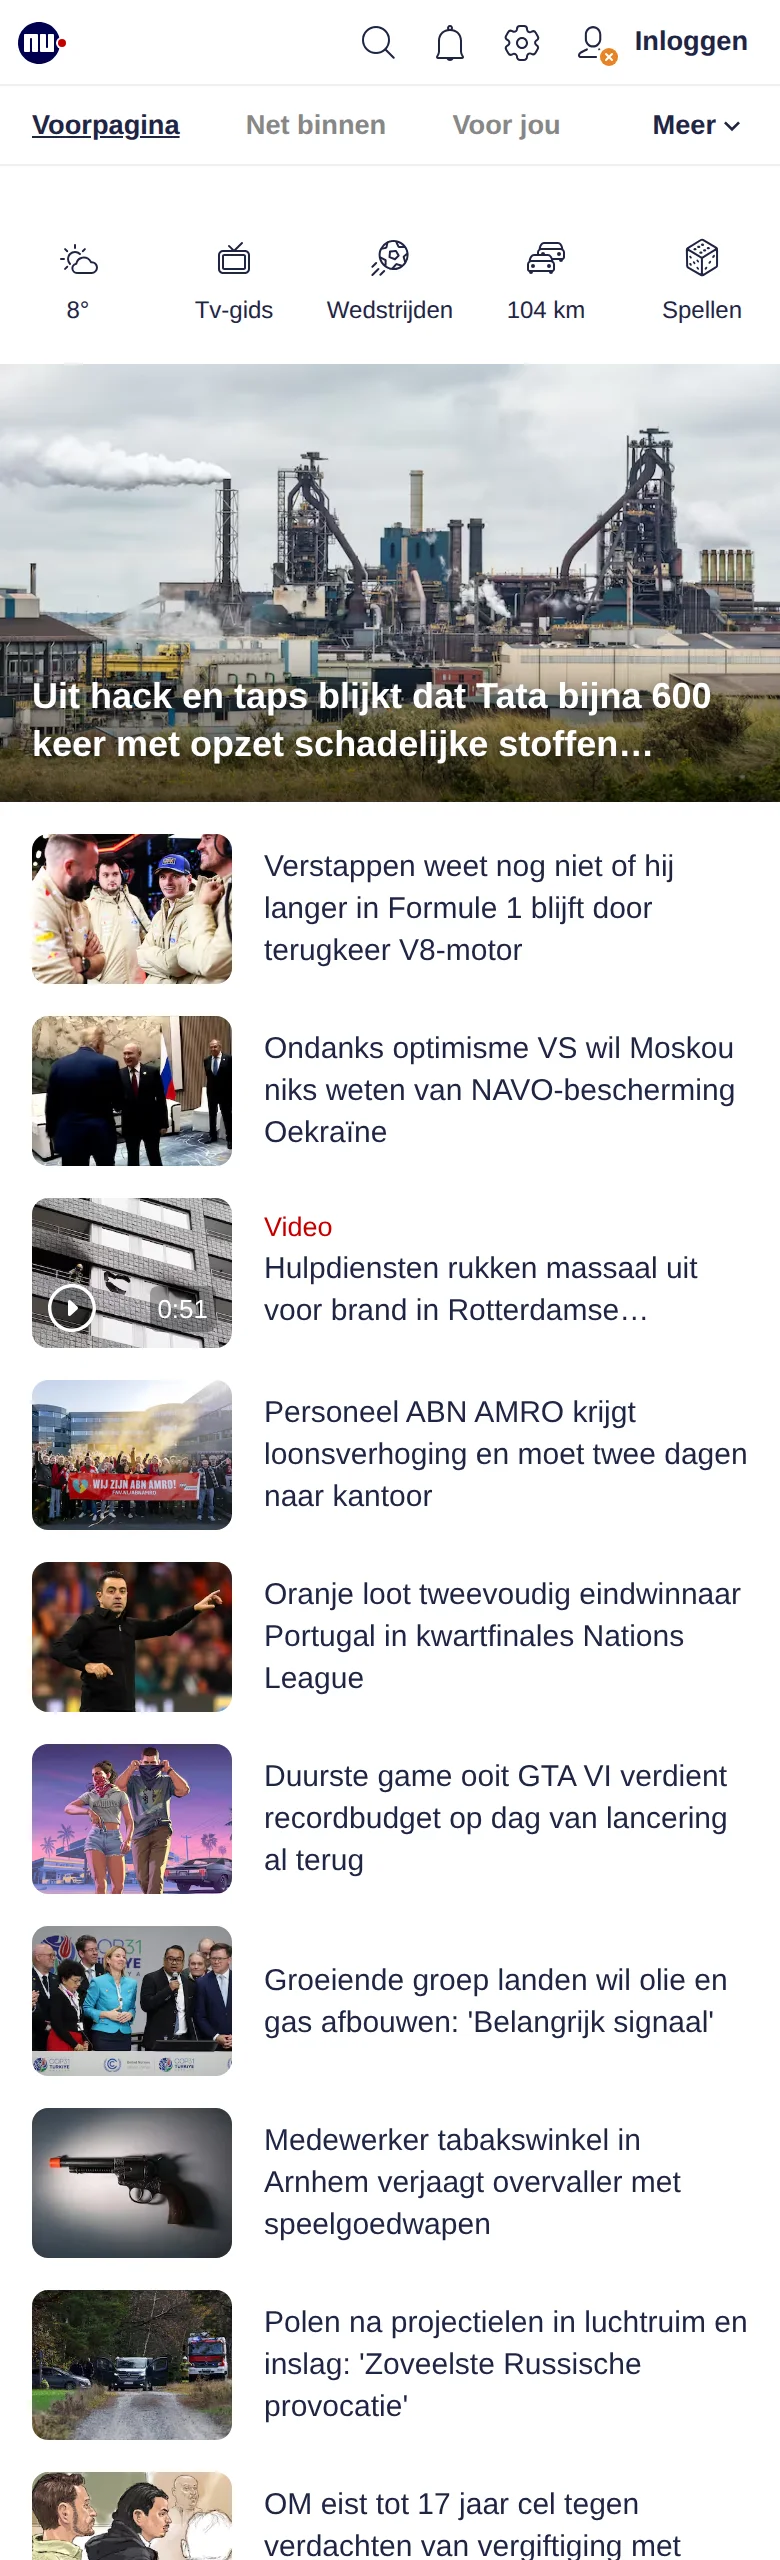 nu
Inloggen
Voorpagina Net binnen Voor jou Meer
8° Tv-gids Wedstrijden 104 km Spellen
Uit hack en taps blijkt dat Tata bijna 600
keer met opzet schadelijke stoffen...
Verstappen weet nog niet of hij
langer in Formule 1 blijft door
terugkeer V8-motor
Ondanks optimisme VS wil Moskou
niks weten van NAVO-bescherming
Oekraïne
0:51
Video
Hulpdiensten rukken massaal uit
voor brand in Rotterdamse...
WIJ ZIJN ABN AMRO!
Personeel ABN AMRO krijgt
loonsverhoging en moet twee dagen
naar kantoor
Oranje loot tweevoudig eindwinnaar
Portugal in kwartfinales Nations
League
Duurste game ooit GTA VI verdient
recordbudget op dag van lancering
al terug
COP31
Groeiende groep landen wil olie en
gas afbouwen: 'Belangrijk signaal'
Medewerker tabakswinkel in
Arnhem verjaagt overvaller met
speelgoedwapen
Polen na projectielen in luchtruim en
inslag: 'Zoveelste Russische
provocatie'
OM eist tot 17 jaar cel tegen
verdachten van vergiftiging met